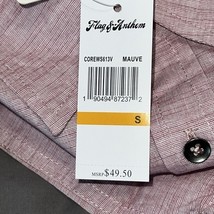 Flag & Anthem
COREWS613V MAUVE
1 90494 87237 2
S
MSRP $49.50